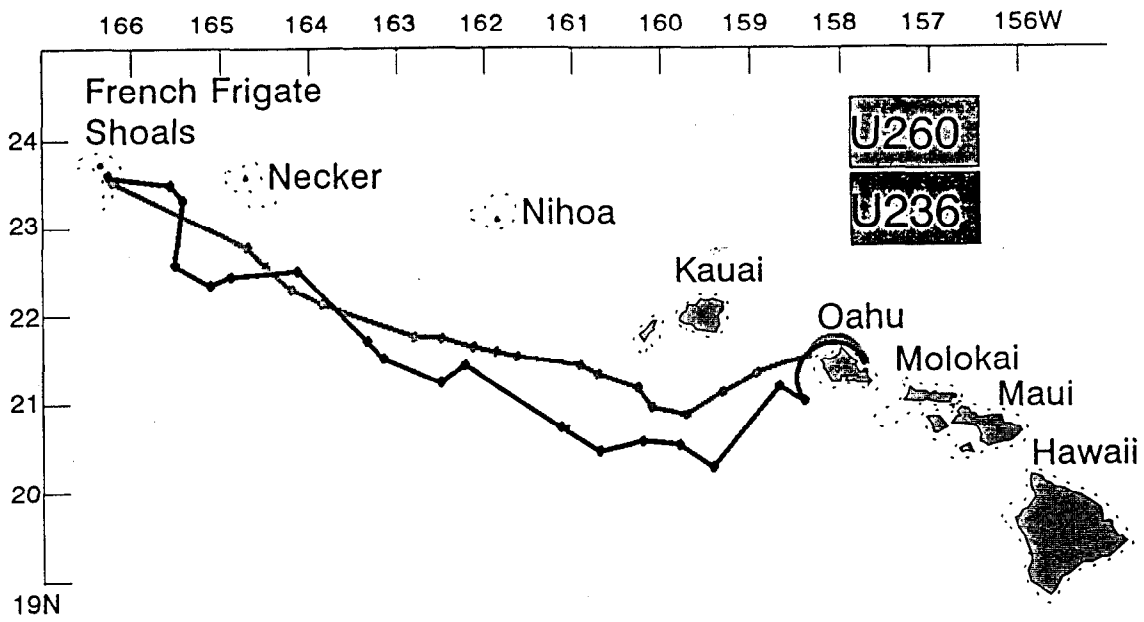 166 165 164 163 162 161 160 159 158 157 156W
French Frigate
Shoals
24
Necker
U260
U236
Nihoa
23
Kauai
22
Oahu
Molokai
Maui
21
Hawaii
20
19N